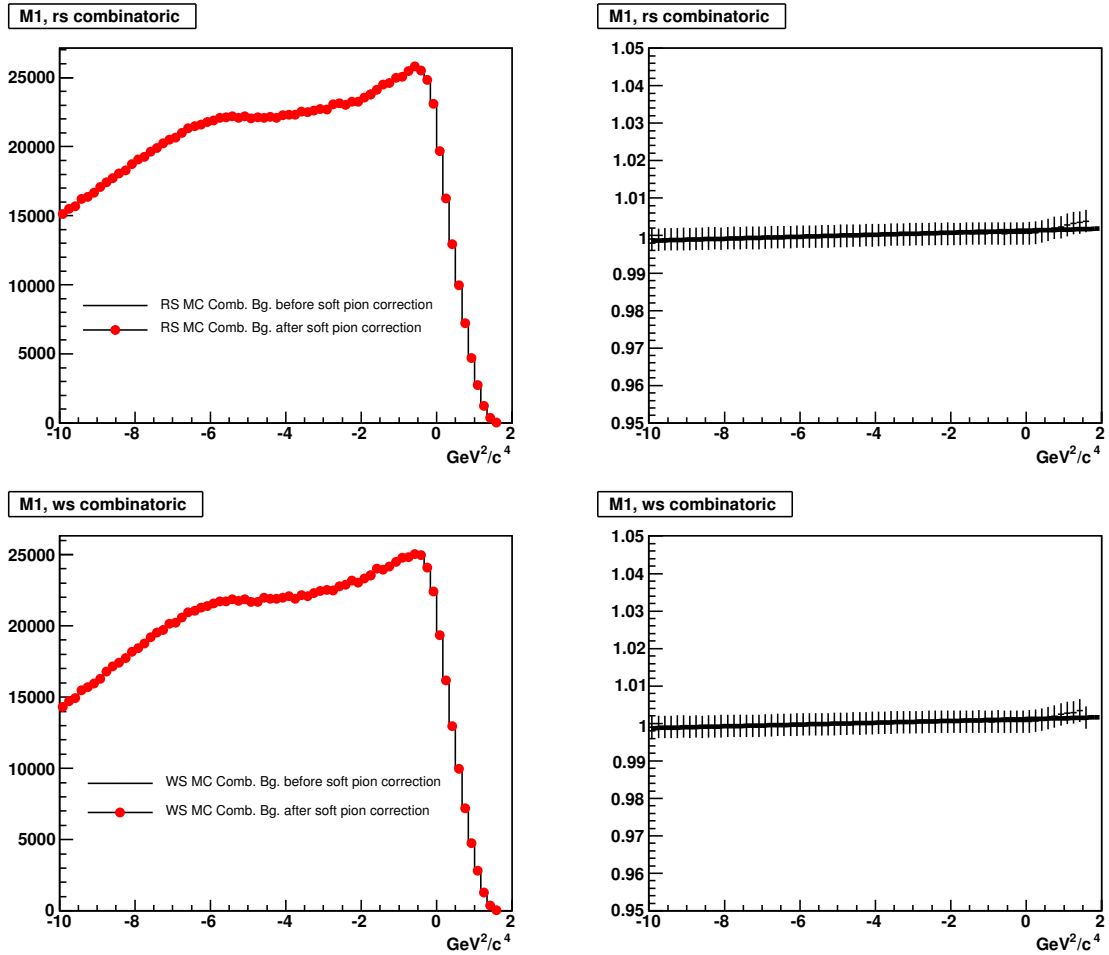 M1, rs combinatoric
25000
20000
15000
10000
5000
0
RS MC Comb. Bg. before soft pion correction
RS MC Comb. Bg. after soft pion correction
-10 -8 -6 -4 -2 0 2
GeV²/c⁴
M1, rs combinatoric
1.05
1.04
1.03
1.02
1.01
1
0.99
0.98
0.97
0.96
0.95
-10 -8 -6 -4 -2 0 2
GeV²/c⁴
M1, ws combinatoric
25000
20000
15000
10000
5000
0
WS MC Comb. Bg. before soft pion correction
WS MC Comb. Bg. after soft pion correction
-10 -8 -6 -4 -2 0 2
GeV²/c⁴
M1, ws combinatoric
1.05
1.04
1.03
1.02
1.01
1
0.99
0.98
0.97
0.96
0.95
-10 -8 -6 -4 -2 0 2
GeV²/c⁴